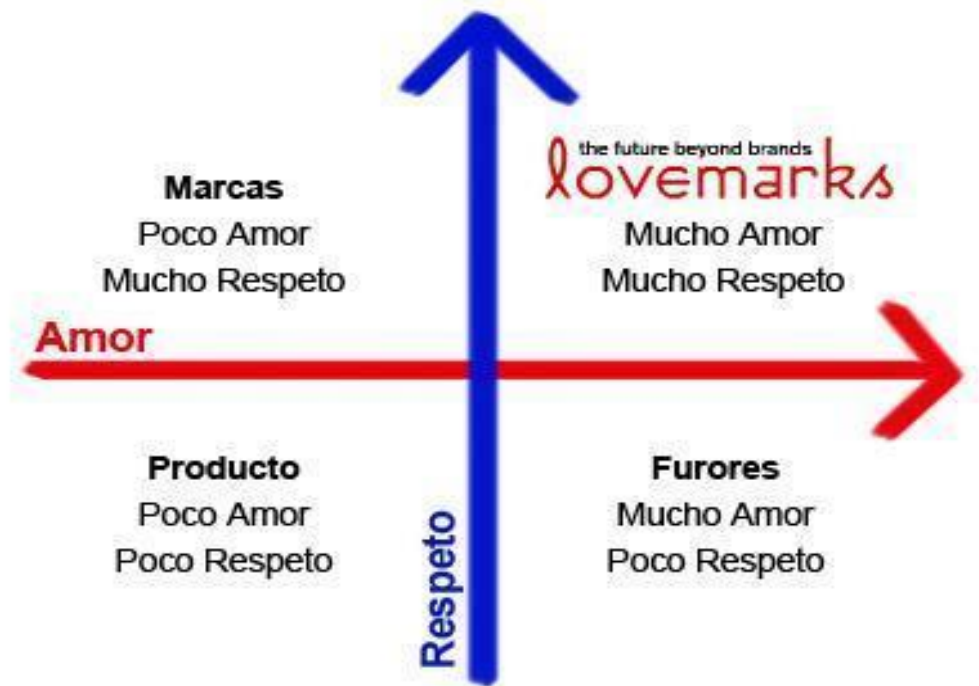 the future beyond brands
lovemarks
Mucho Amor
Mucho Respeto
Marcas
Poco Amor
Mucho Respeto
Amor
Producto
Poco Amor
Poco Respeto
Respeto
Furores
Mucho Amor
Poco Respeto